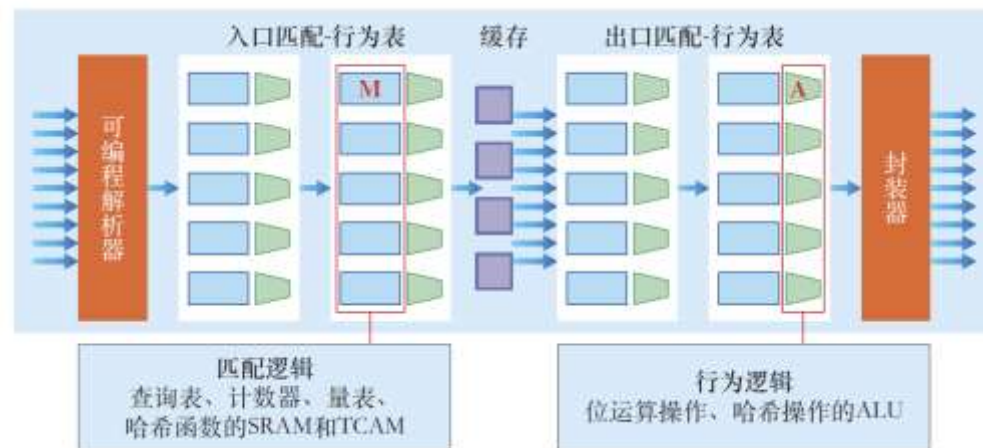 入口匹配-行为表
缓存
出口匹配-行为表
可编程解析器
M
A
封装器
匹配逻辑
查询表、计数器、量表、
哈希函数的SRAM和TCAM
行为逻辑
位运算操作、哈希操作的ALU